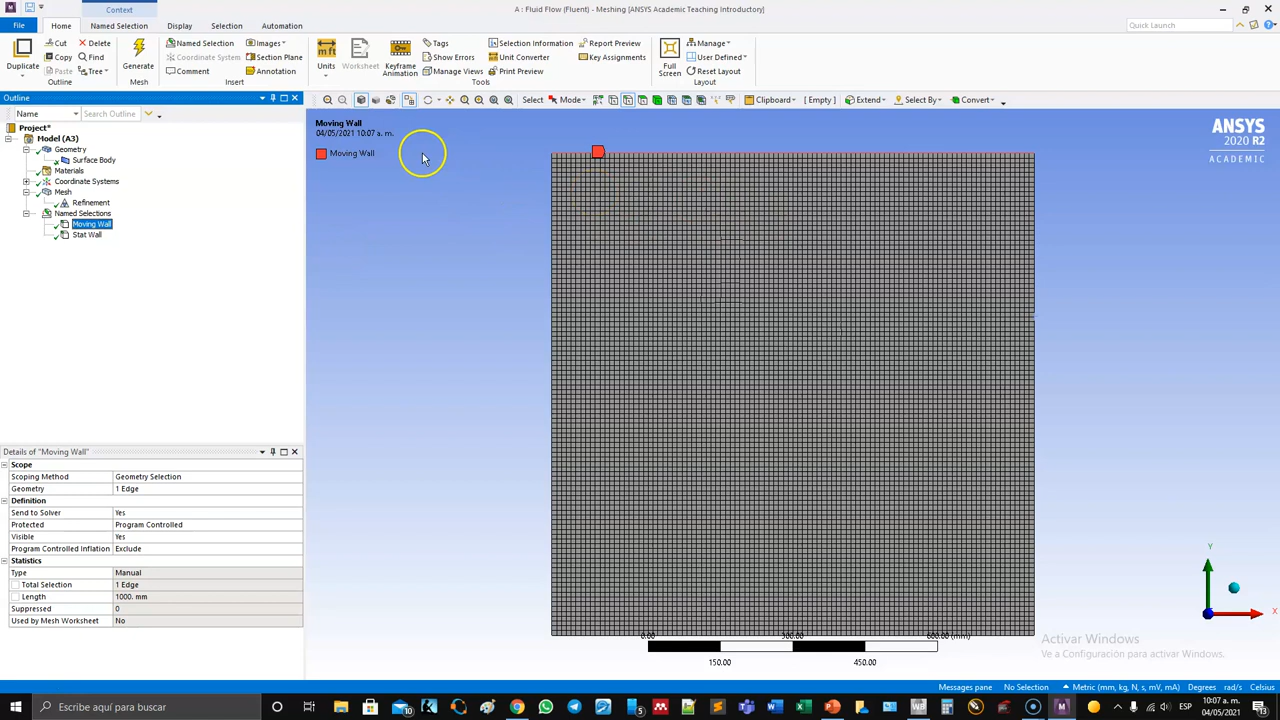 Context
A : Fluid Flow (Fluent) - Meshing [ANSYS Academic Teaching Introductory]
File Home Named Selection Display Selection Automation Quick Launch
Duplicate Cut Delete Copy Find Paste Tree Outline
Generate Mesh
Named Selection Images Coordinate System Section Plane Comment Annotation Insert
Units Worksheet Keyframe Animation Tags Selection Information Report Preview Show Errors Unit Converter Key Assignments Manage Views Print Preview Tools
Full Screen Manage User Defined Reset Layout Layout
Select Mode Clipboard [ Empty ] Extend Select By Convert
Outline
Name Search Outline
Project*
Model (A3)
Geometry
Surface Body
Materials
Coordinate Systems
Mesh
Refinement
Named Selections
Moving Wall
Stat Wall
Moving Wall
04/05/2021 10:07 a. m.
Moving Wall
ANSYS
2020 R2
ACADEMIC
Details of "Moving Wall"
Scope
Scoping Method Geometry Selection
Geometry 1 Edge
Definition
Send to Solver Yes
Protected Program Controlled
Visible Yes
Program Controlled Inflation Exclude
Statistics
Type Manual
Total Selection 1 Edge
Length 1000. mm
Suppressed 0
Used by Mesh Worksheet No
0.00 300.00 600.00 (mm)
150.00 450.00
Y
X
Activar Windows
Ve a Configuración para activar Windows.
Messages pane No Selection Metric (mm, kg, N, s, mV, mA) Degrees rad/s Celsius
Escribe aquí para buscar
ESP
10:07 a. m.
04/05/2021